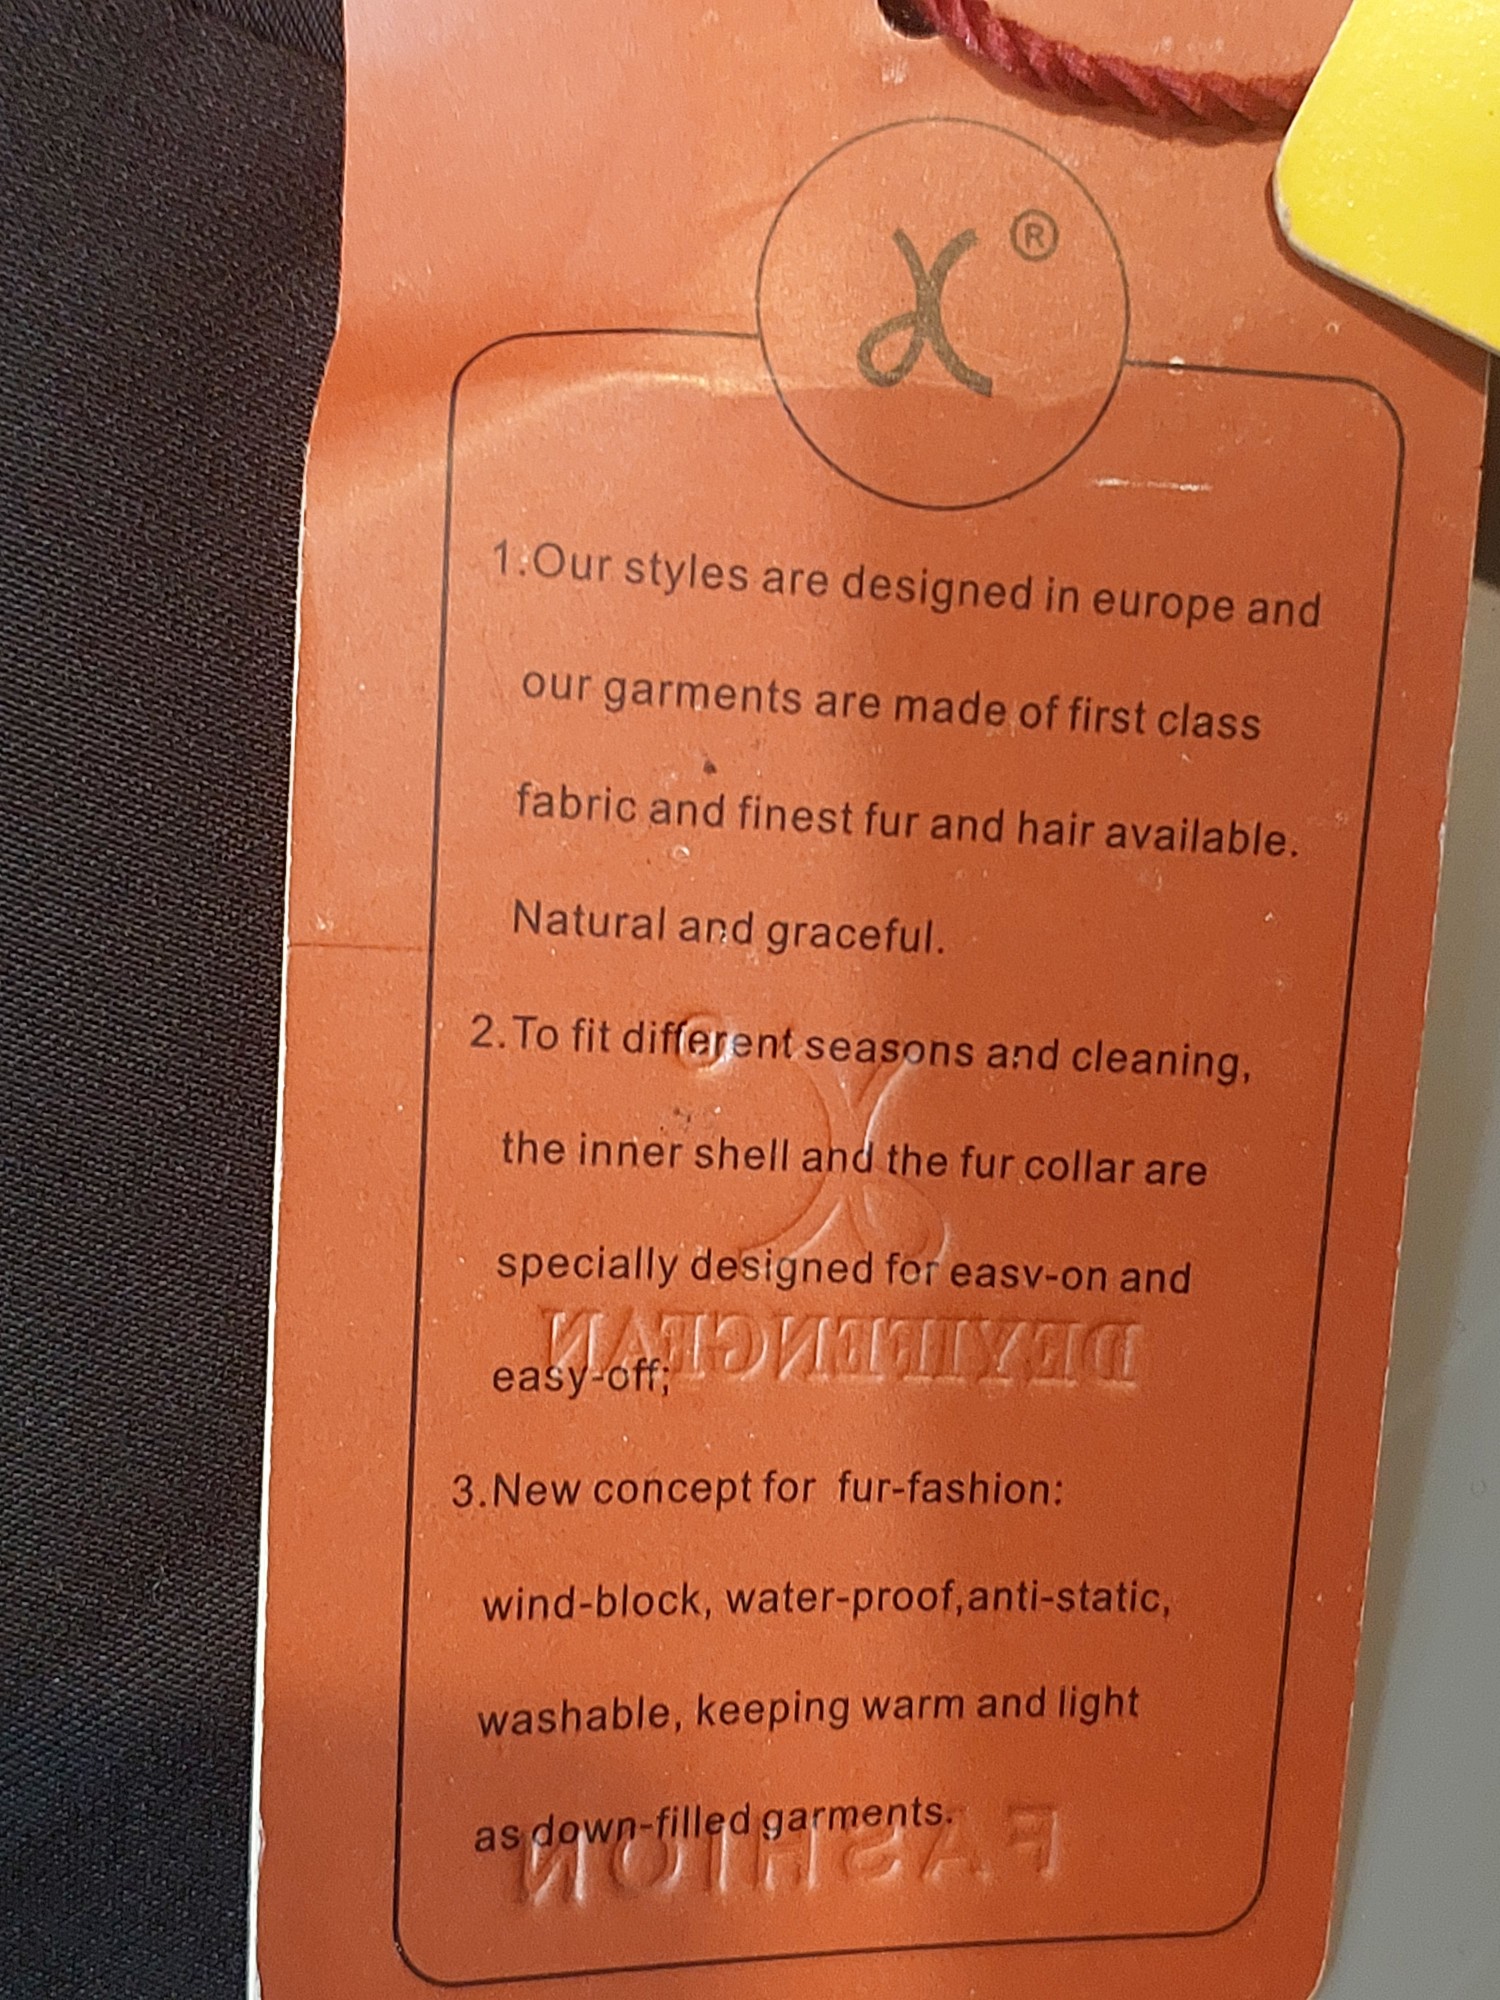 ®
1.Our styles are designed in europe and
our garments are made of first class
fabric and finest fur and hair available.
Natural and graceful.
2.To fit different seasons and cleaning,
the inner shell and the fur collar are
specially designed for easv-on and
easy-off;
3.New concept for fur-fashion:
wind-block, water-proof,anti-static,
washable, keeping warm and light
as down-filled garments.
FASHION